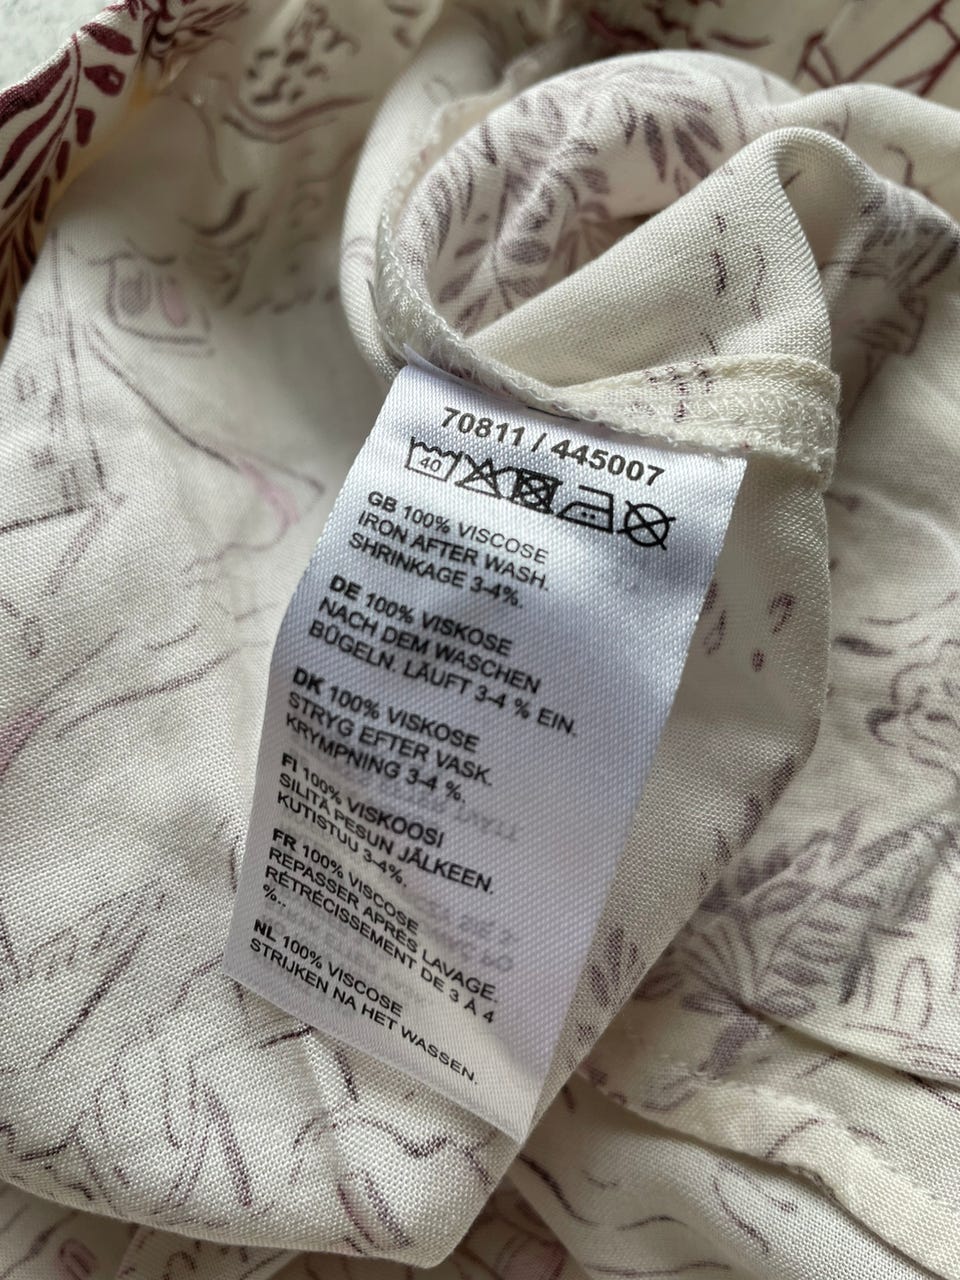 70811 / 445007
40
GB 100% VISCOSE
IRON AFTER WASH.
SHRINKAGE 3-4%.
DE 100% VISKOSE
NACH DEM WASCHEN
BÜGELN. LÄUFT 3-4 % EIN.
DK 100% VISKOSE
STRYG EFTER VASK.
KRYMPNING 3-4 %.
FI 100% VISKOOSI
SILITÄ PESUN JÄLKEEN.
KUTISTUU 3-4%.
FR 100% VISCOSE
REPASSER APRÈS LAVAGE.
RÉTRÉCISSEMENT DE 3 À 4
%..
NL 100% VISCOSE
STRIJKEN NA HET WASSEN.